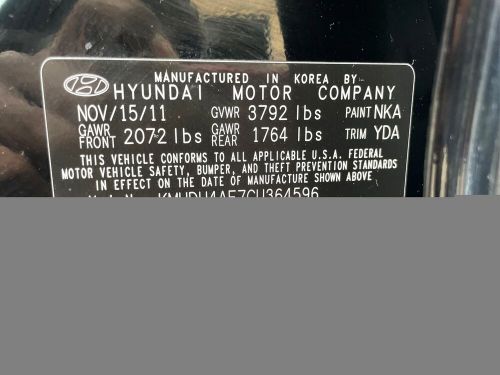 MANUFACTURED IN KOREA BY
HYUNDAI MOTOR COMPANY
NOV/15/11 GVWR 3792 lbs PAINT NKA
GAWR FRONT 2072 lbs GAWR REAR 1764 lbs TRIM YDA
THIS VEHICLE CONFORMS TO ALL APPLICABLE U.S.A. FEDERAL
MOTOR VEHICLE SAFETY, BUMPER, AND THEFT PREVENTION STANDARDS
IN EFFECT ON THE DATE OF MANUFACTURE SHOWN ABOVE.